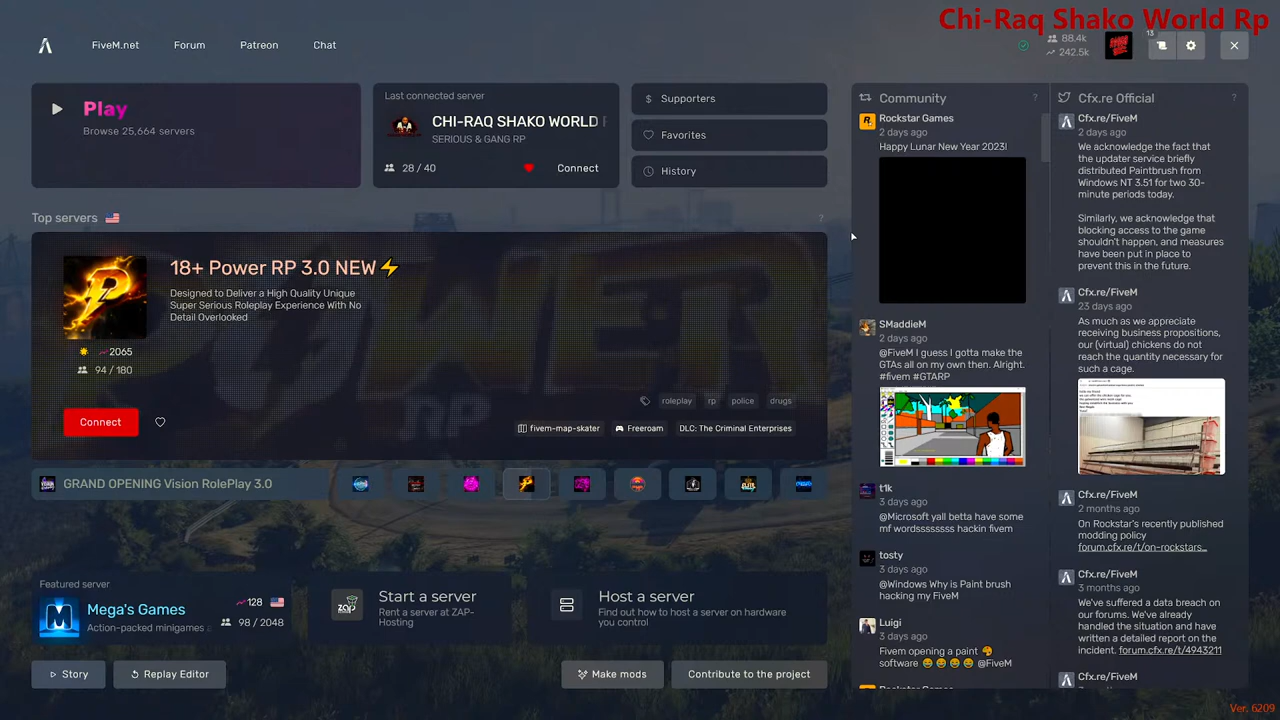 Chi-Raq Shako World Rp
FiveM.net
Forum
Patreon
Chat
88.4k
242.5k
13
Play
Browse 25,664 servers
Last connected server
CHI-RAQ SHAKO WORLD
SERIOUS & GANG RP
28 / 40
Connect
Supporters
Favorites
History
Top servers
?
18+ Power RP 3.0 NEW⚡
Designed to Deliver a High Quality Unique
Super Serious Roleplay Experience With No
Detail Overlooked
2065
94 / 180
roleplay
rp
police
drugs
Connect
fivem-map-skater
Freeroam
DLC: The Criminal Enterprises
GRAND OPENING Vision RolePlay 3.0
Featured server
Mega's Games
Action-packed minigames
128
98 / 2048
ZAP
Start a server
Rent a server at ZAP-
Hosting
Host a server
Find out how to host a server on hardware
you control
Story
Replay Editor
Make mods
Contribute to the project
Community
?
Rockstar Games
2 days ago
Happy Lunar New Year 2023!
SMaddieM
2 days ago
@FiveM I guess I gotta make the
GTAs all on my own then. Alright.
#fivem #GTARP
t1k
3 days ago
@Microsoft yall betta have some
mf wordsssssss hackin fivem
tosty
3 days ago
@Windows Why is Paint brush
hacking my FiveM
Luigi
3 days ago
Fivem opening a paint 🎨
software 😂 😂 😂 😂 @FiveM
Rockstar Games
Cfx.re Official
?
Cfx.re/FiveM
2 days ago
We acknowledge the fact that
the updater service briefly
distributed Paintbrush from
Windows NT 3.51 for two 30-
minute periods today.
Similarly, we acknowledge that
blocking access to the game
shouldn't happen, and measures
have been put in place to
prevent this in the future.
Cfx.re/FiveM
23 days ago
As much as we appreciate
receiving business propositions,
our (virtual) chickens do not
reach the quantity necessary for
such a cage.
Cfx.re/FiveM
2 months ago
On Rockstar's recently published
modding policy
forum.cfx.re/t/on-rockstars…
Cfx.re/FiveM
3 months ago
We've suffered a data breach on
our forums. We've already
handled the situation and have
written a detailed report on the
incident. forum.cfx.re/t/4943211
Cfx.re/FiveM
Ver. 6209